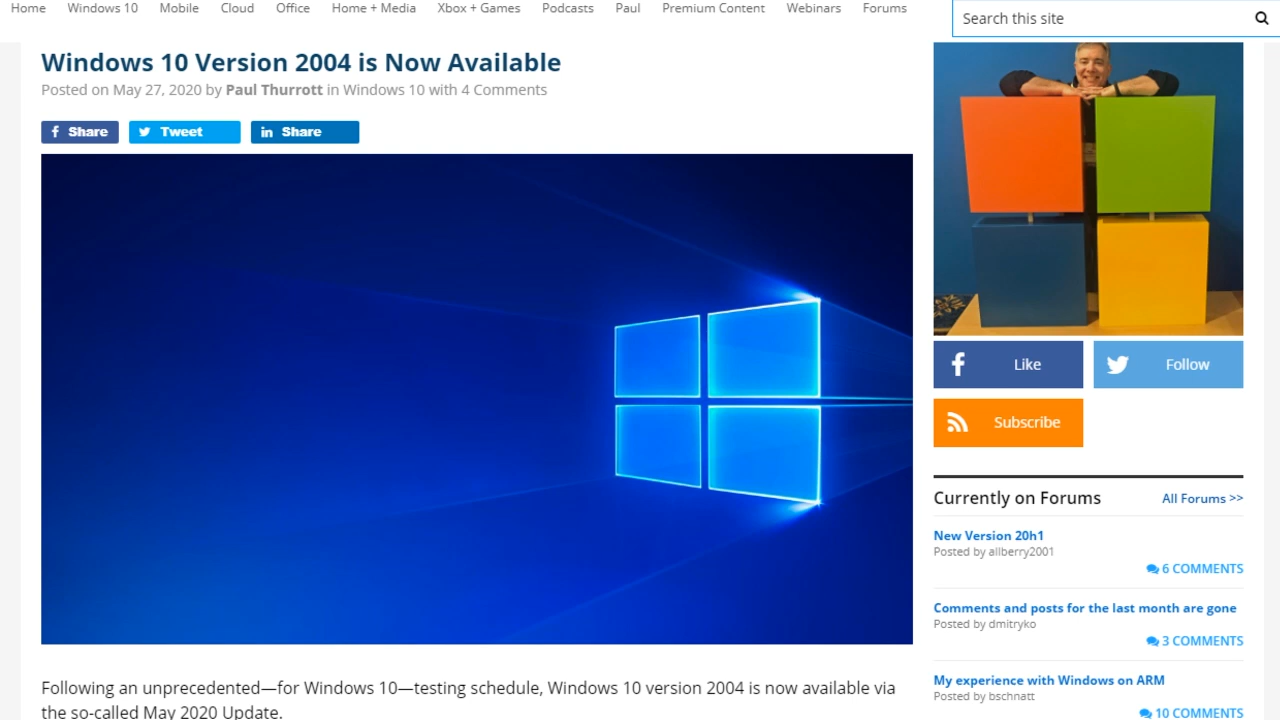 Home Windows 10 Mobile Cloud Office Home + Media Xbox + Games Podcasts Paul Premium Content Webinars Forums
Search this site
Windows 10 Version 2004 is Now Available
Posted on May 27, 2020 by Paul Thurrott in Windows 10 with 4 Comments
Share Tweet Share
Following an unprecedented—for Windows 10—testing schedule, Windows 10 version 2004 is now available via
the so-called May 2020 Update.
Like Follow
Subscribe
Currently on Forums All Forums >>
New Version 20h1
Posted by allberry2001
6 COMMENTS
Comments and posts for the last month are gone
Posted by dmitryko
3 COMMENTS
My experience with Windows on ARM
Posted by bschnatt
10 COMMENTS